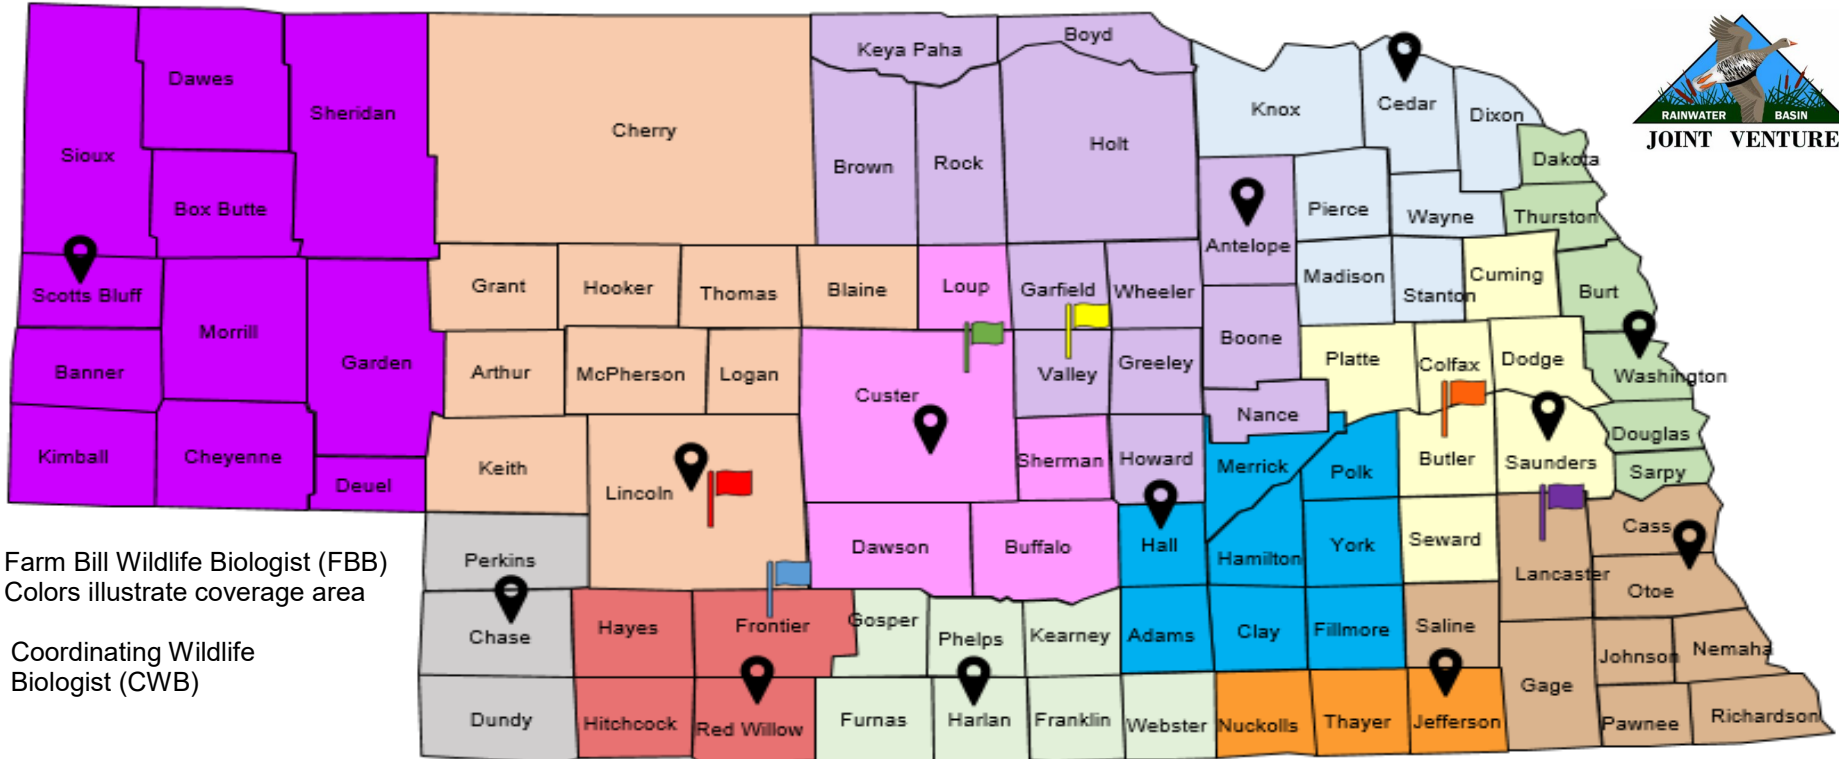 Keya Paha
Boyd
Dawes
Sheridan
Cherry
Knox
Cedar
Dixon
RAINWATER BASIN
JOINT VENTURE
Sioux
Brown
Rock
Holt
Dakota
Box Butte
Pierce
Wayne
Thurston
Antelope
Scotts Bluff
Grant
Hooker
Thomas
Blaine
Loup
Garfield
Wheeler
Madison
Stanton
Cuming
Burt
Morrill
Garden
Banner
Arthur
McPherson
Logan
Custer
Valley
Greeley
Boone
Platte
Colfax
Dodge
Washington
Nance
Kimball
Cheyenne
Deuel
Keith
Lincoln
Sherman
Howard
Merrick
Polk
Butler
Saunders
Douglas
Sarpy
Farm Bill Wildlife Biologist (FBB)
Colors illustrate coverage area
Perkins
Dawson
Buffalo
Hall
Hamilton
York
Seward
Lancaster
Cass
Otoe
Coordinating Wildlife
Biologist (CWB)
Chase
Hayes
Frontier
Gosper
Phelps
Kearney
Adams
Clay
Fillmore
Saline
Johnson
Nemaha
Dundy
Hitchcock
Red Willow
Furnas
Harlan
Franklin
Webster
Nuckolls
Thayer
Jefferson
Gage
Pawnee
Richardson